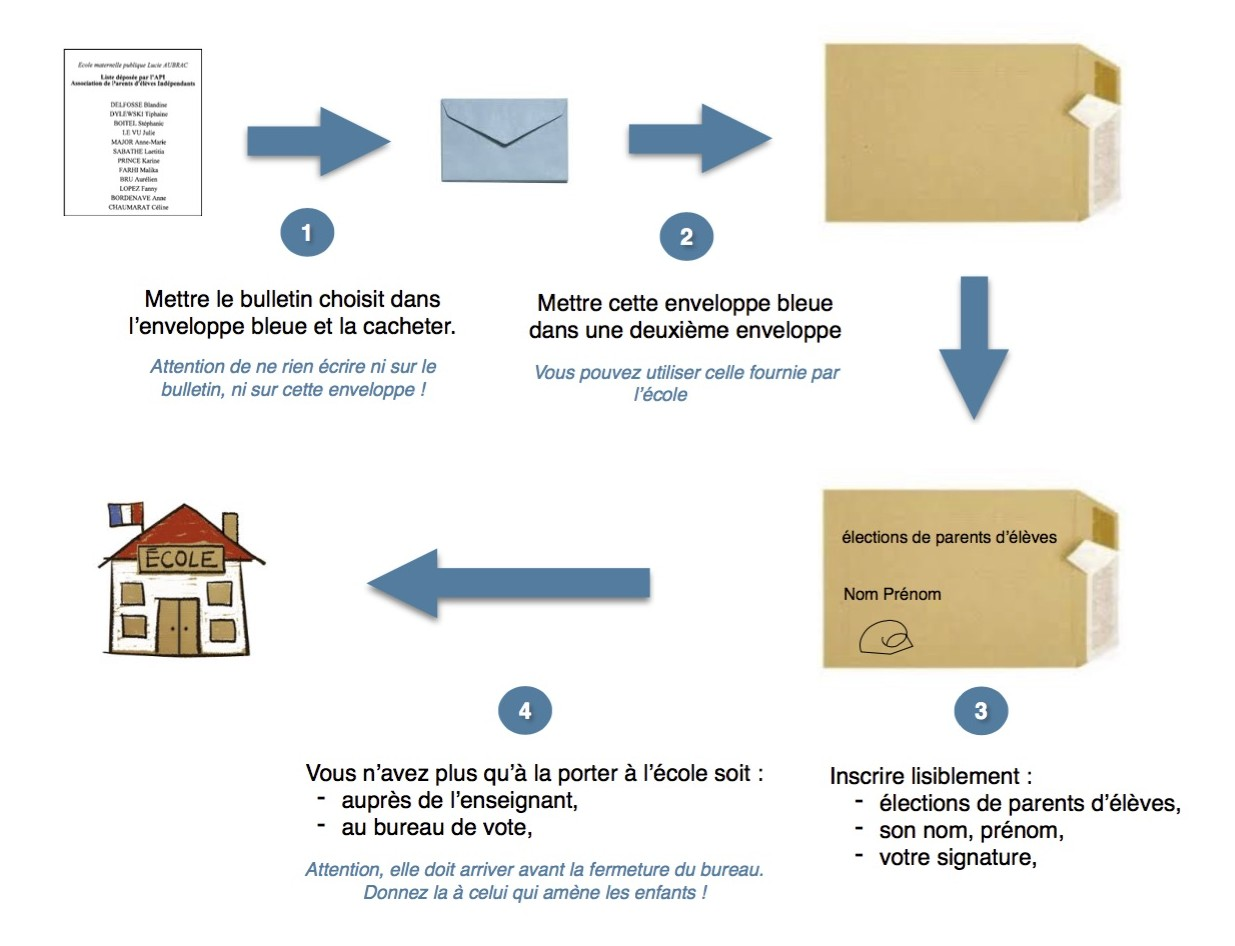 Ecole maternelle publique Lucie AUBRAC
Liste déposée par l'API
Association de Parents d'élèves Indépendants
DELFOSSE Blandine
DYLEWSKI Tiphaine
BOITEL Stéphanie
LE VU Julie
MAJOR Anne-Marie
SABATHE Laetitia
PRINCE Karine
FARHI Malika
BRU Aurélien
LOPEZ Fanny
BORDENAVE Anne
CHAUMARAT Céline
1
Mettre le bulletin choisit dans
l'enveloppe bleue et la cacheter.
Attention de ne rien écrire ni sur le
bulletin, ni sur cette enveloppe !
2
Mettre cette enveloppe bleue
dans une deuxième enveloppe
Vous pouvez utiliser celle fournie par
l'école
élections de parents d'élèves
Nom Prénom
3
Inscrire lisiblement :
- élections de parents d'élèves,
- son nom, prénom,
- votre signature,
ÉCOLE
4
Vous n'avez plus qu'à la porter à l'école soit :
- auprès de l'enseignant,
- au bureau de vote,
Attention, elle doit arriver avant la fermeture du bureau.
Donnez la à celui qui amène les enfants !